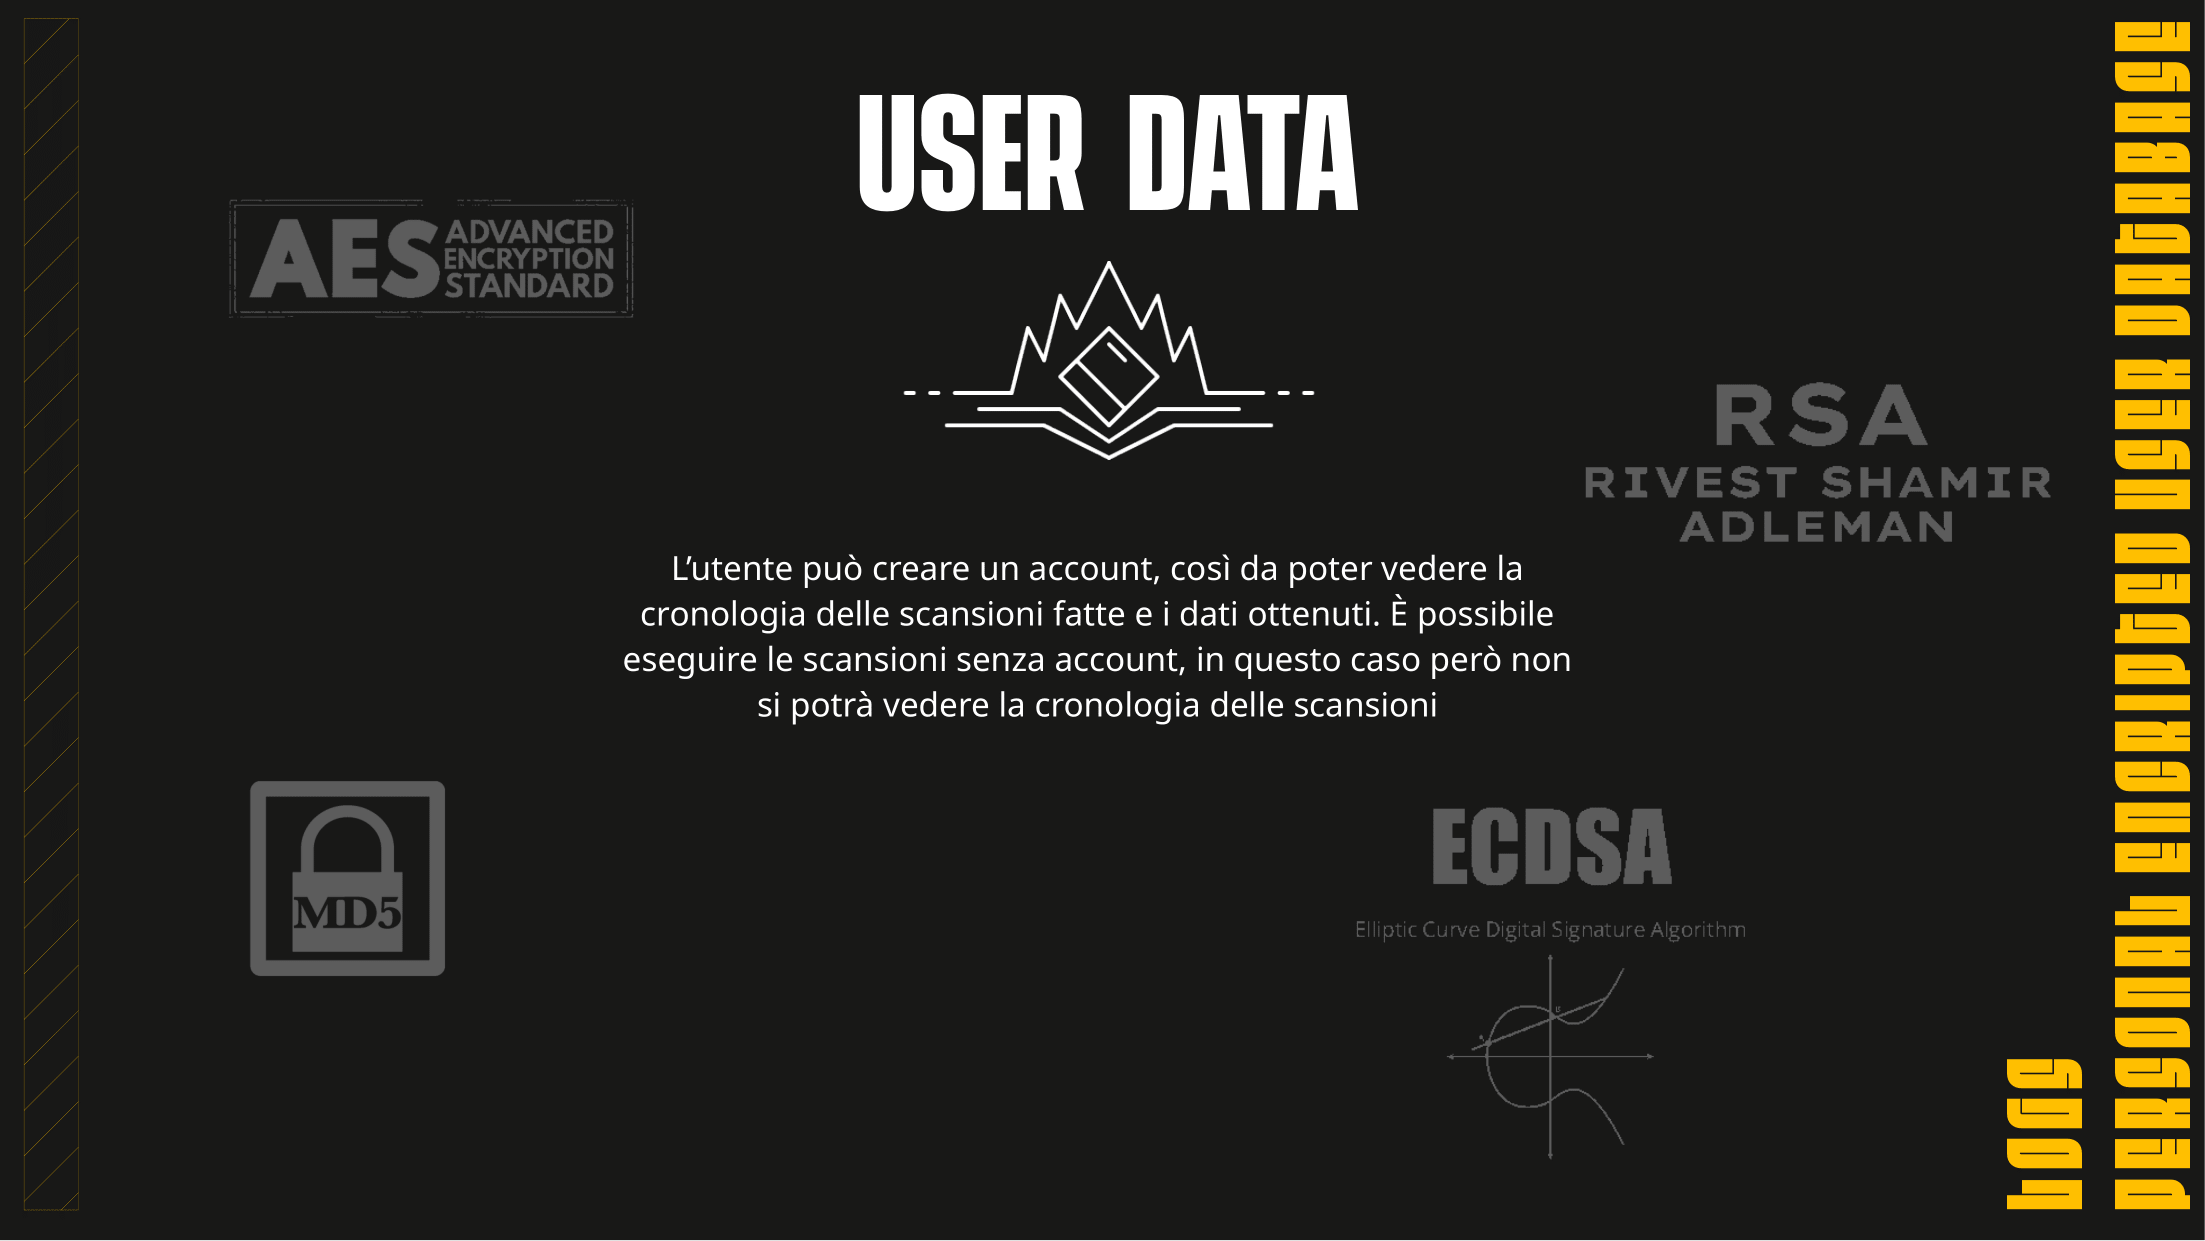 USER DATA
AES ADVANCED
ENCRYPTION
STANDARD
RSA
RIVEST SHAMIR
ADLEMAN
L’utente può creare un account, così da poter vedere la
cronologia delle scansioni fatte e i dati ottenuti. È possibile
eseguire le scansioni senza account, in questo caso però non
si potrà vedere la cronologia delle scansioni
MD5
ECDSA
Elliptic Curve Digital Signature Algorithm
LOGS
PERSONAL ENCRIPTED USER DATABASE